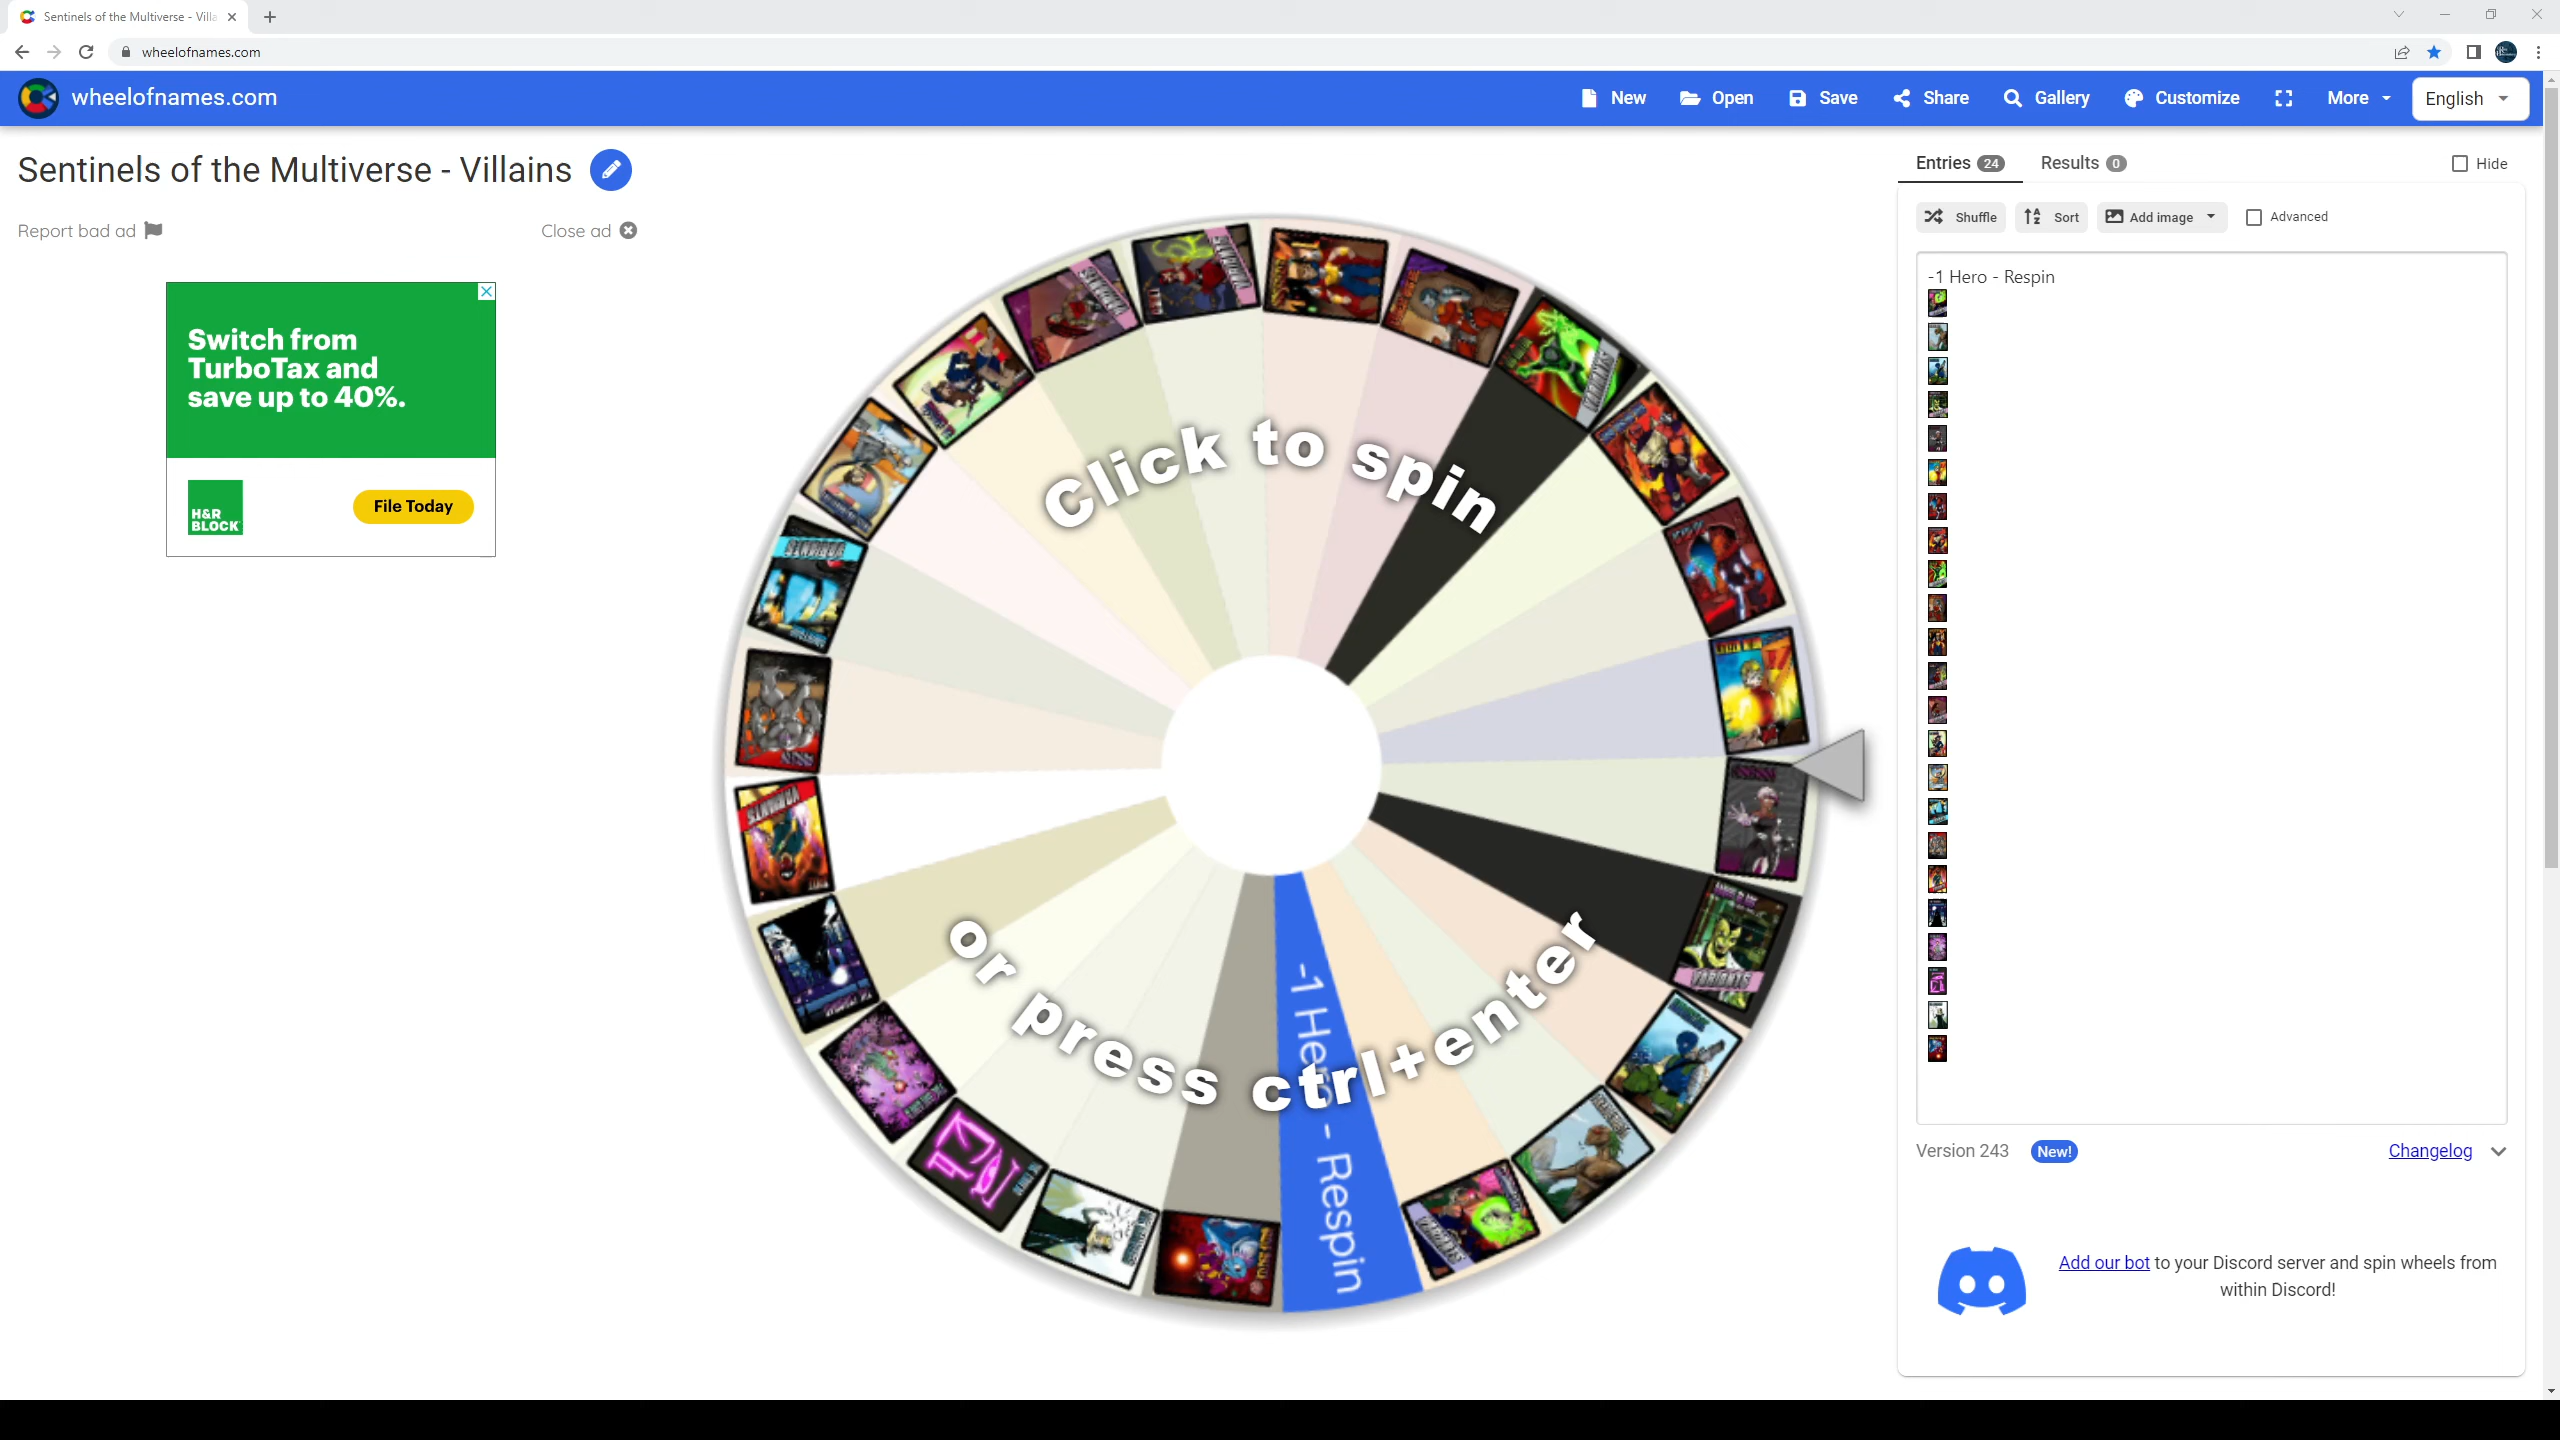 Sentinels of the Multiverse - Villa
wheelofnames.com
wheelofnames.com
New
Open
Save
Share
Gallery
Customize
More
English
Sentinels of the Multiverse - Villains
Report bad ad
Close ad
Switch from
TurboTax and
save up to 40%.
H&R
BLOCK
File Today
Click to spin
or press ctrl+enter
-1 Hero - Respin
VARIANTS
Entries 24
Results 0
Hide
Shuffle
Sort
Add image
Advanced
-1 Hero - Respin
Version 243
New!
Changelog
Add our bot to your Discord server and spin wheels from
within Discord!